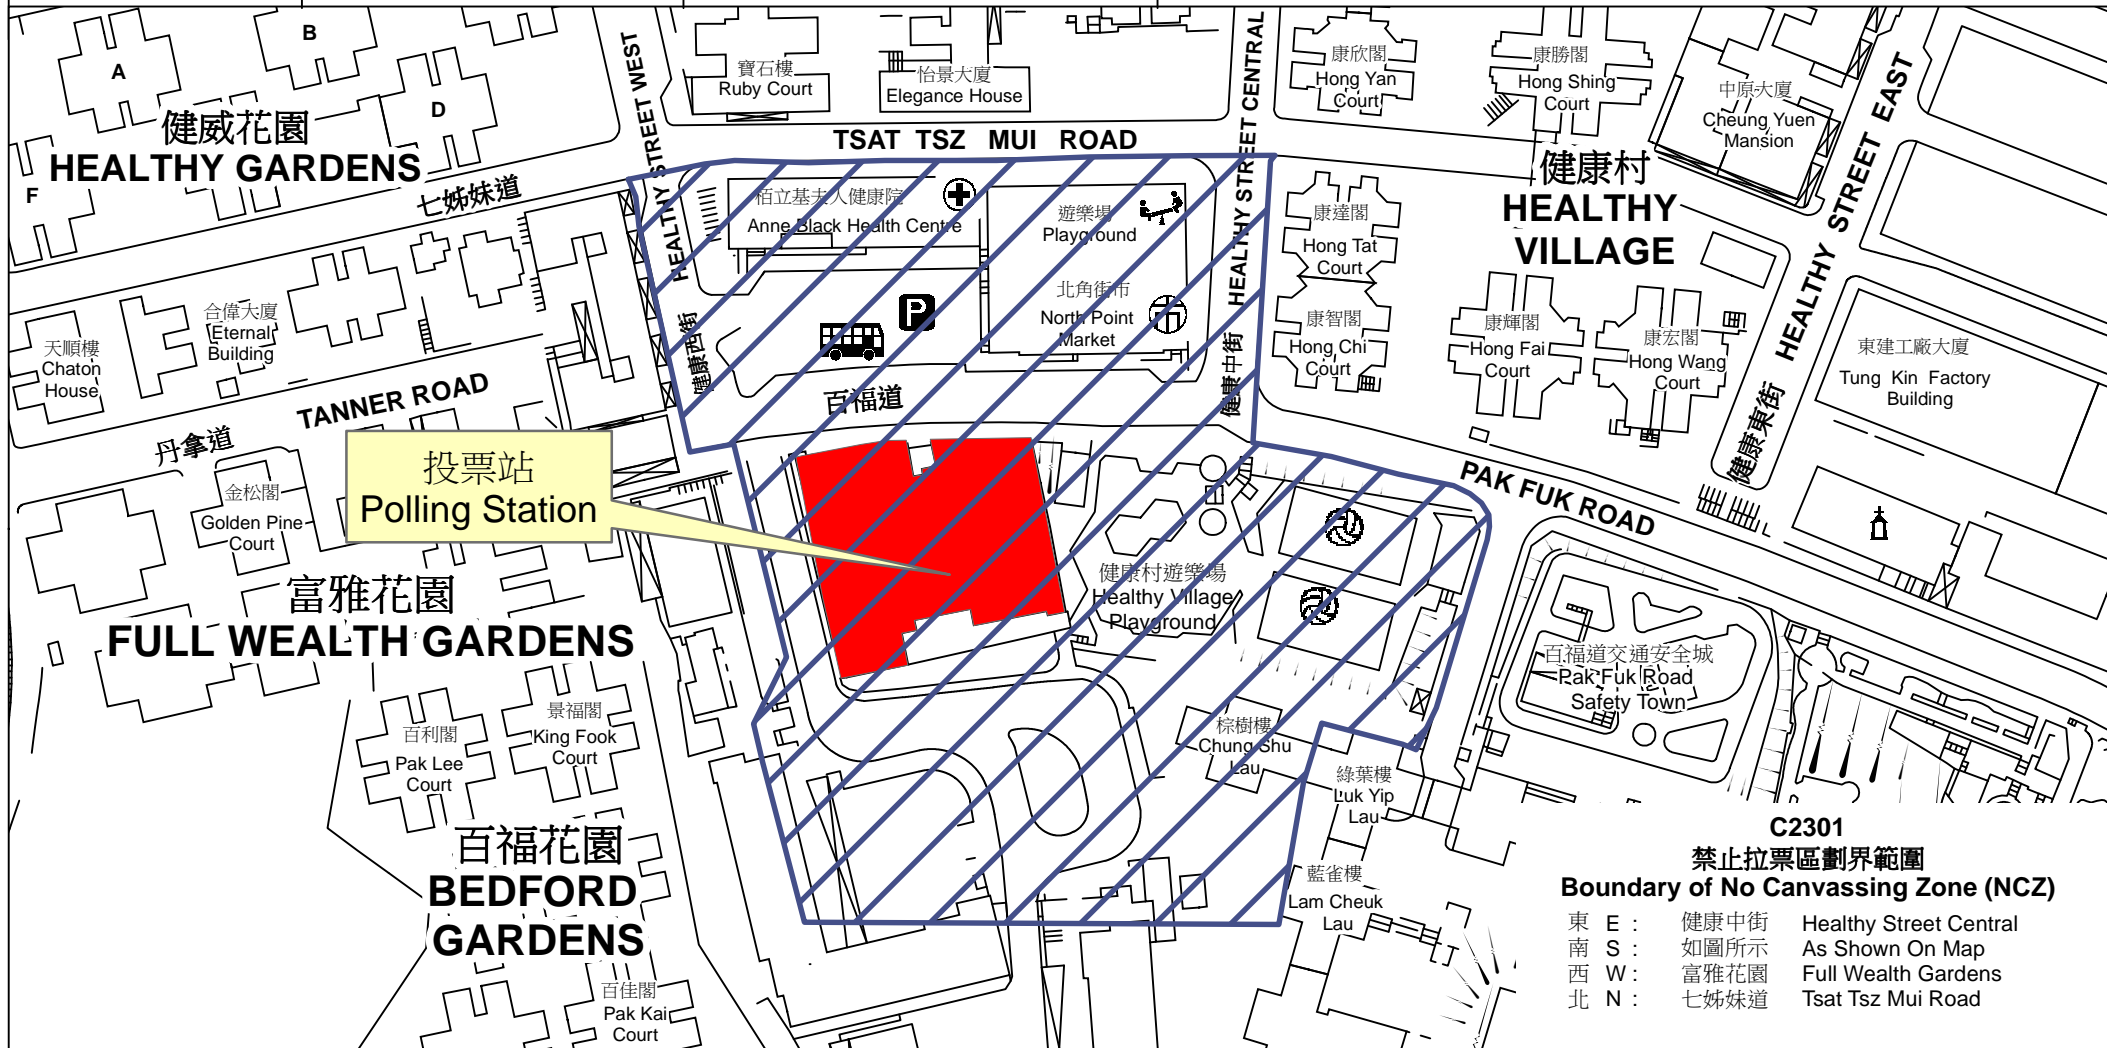 A
B
D
F
健威花園
HEALTHY GARDENS
七姊妹道
HEALTHY STREET WEST
健康西街
寶石樓
Ruby Court
怡景大廈
Elegance House
TSAT TSZ MUI ROAD
HEALTHY STREET CENTRAL
健康中街
康欣閣
Hong Yan
Court
康勝閣
Hong Shing
Court
中原大廈
Cheung Yuen
Mansion
HEALTHY STREET EAST
健康東街
健康村
HEALTHY
VILLAGE
栢立基夫人健康院
Anne Black Health Centre
遊樂場
Playground
北角街市
North Point
Market
P
康達閣
Hong Tat
Court
康智閣
Hong Chi
Court
康輝閣
Hong Fai
Court
康宏閣
Hong Wang
Court
東建工廠大廈
Tung Kin Factory
Building
天順樓
Chaton
House
合偉大廈
Eternal
Building
TANNER ROAD
丹拿道
百福道
PAK FUK ROAD
投票站
Polling Station
金松閣
Golden Pine
Court
富雅花園
FULL WEALTH GARDENS
健康村遊樂場
Healthy Village
Playground
百福道交通安全城
Pak Fuk Road
Safety Town
百利閣
Pak Lee
Court
景福閣
King Fook
Court
棕樹樓
Chung Shu
Lau
綠葉樓
Luk Yip
Lau
藍雀樓
Lam Cheuk
Lau
百福花園
BEDFORD
GARDENS
百佳閣
Pak Kai
Court
C2301
禁止拉票區劃界範圍
Boundary of No Canvassing Zone (NCZ)
東 E : 健康中街 Healthy Street Central
南 S : 如圖所示 As Shown On Map
西 W : 富雅花園 Full Wealth Gardens
北 N : 七姊妹道 Tsat Tsz Mui Road